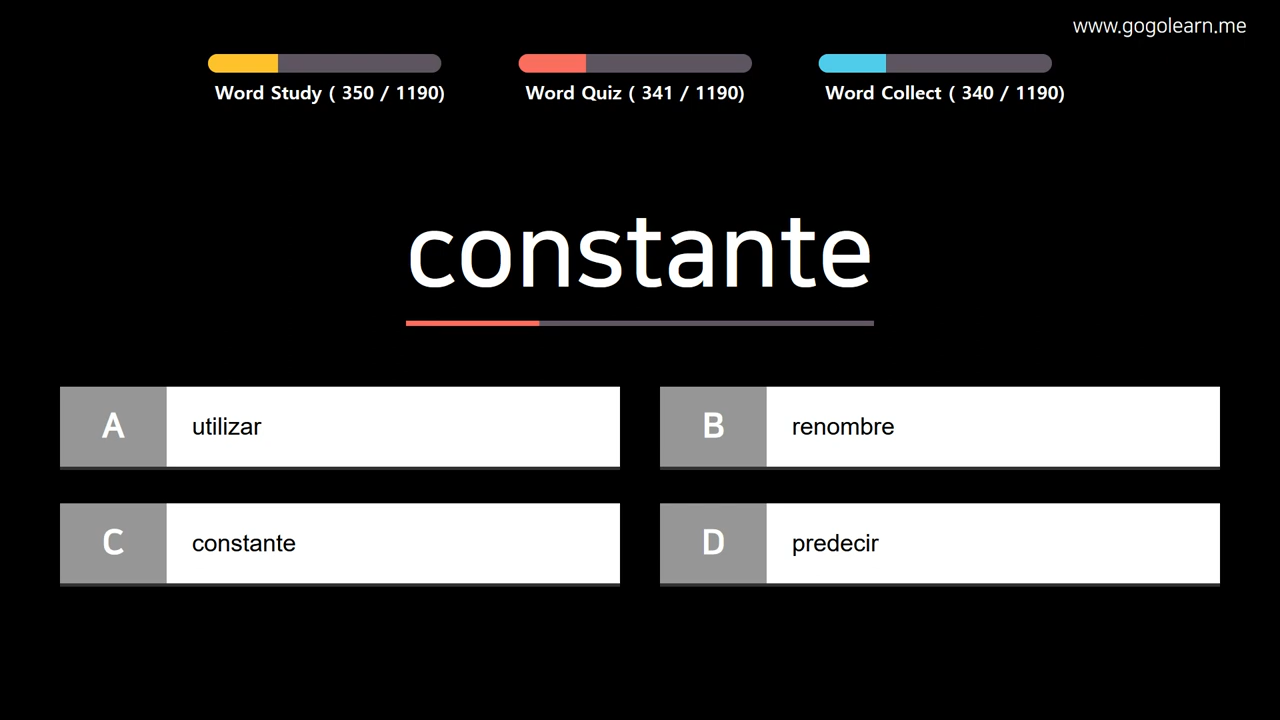 www.gogolearn.me
Word Study ( 350 / 1190)
Word Quiz ( 341 / 1190)
Word Collect ( 340 / 1190)
constante
A utilizar
B renombre
C constante
D predecir